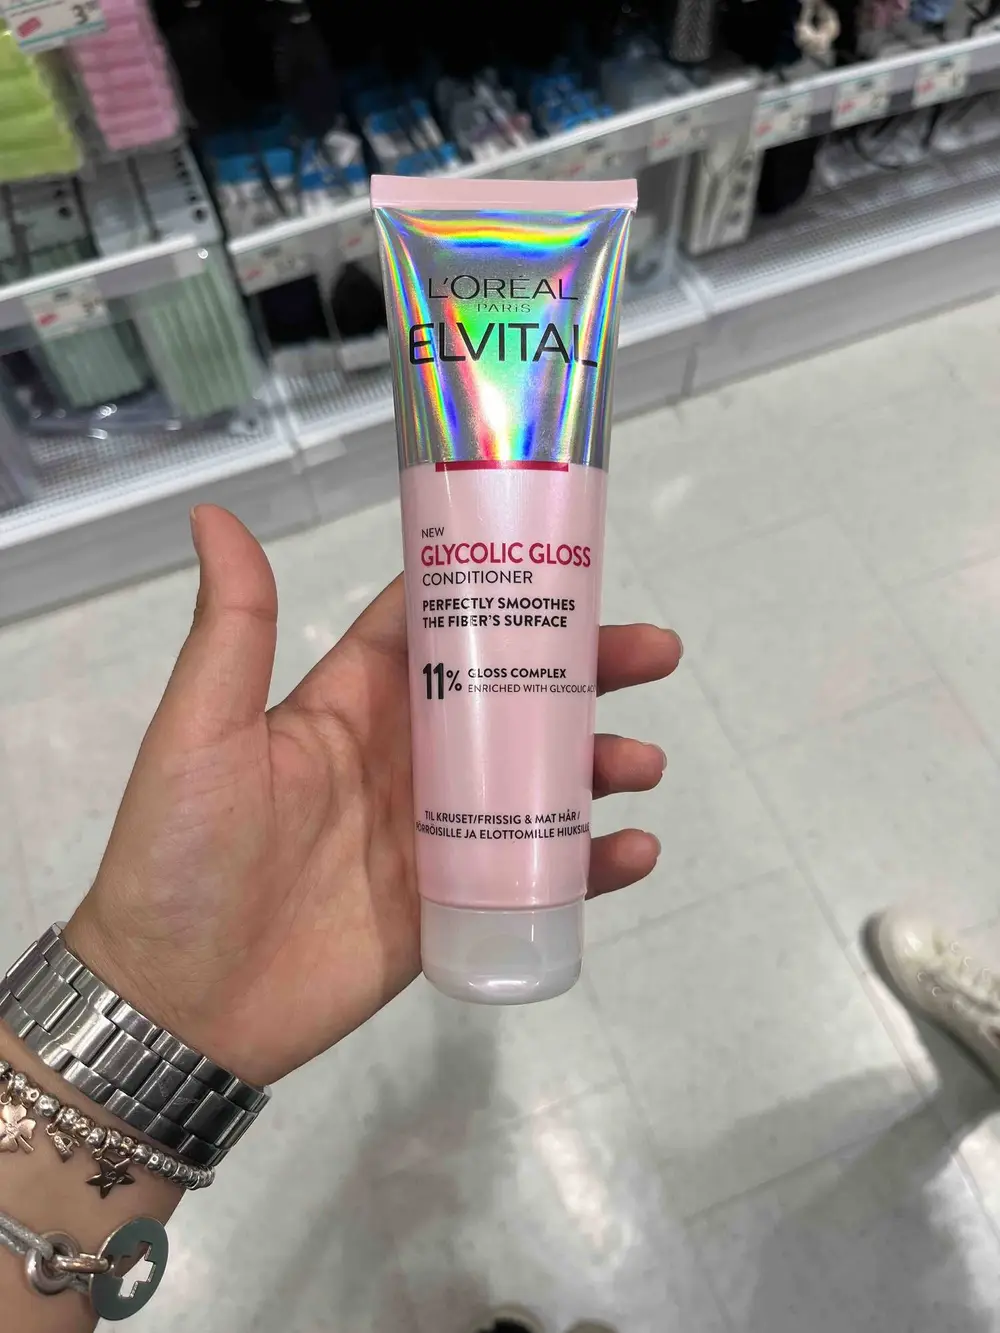 L'ORÉAL
PARIS
ELVITAL
NEW
GLYCOLIC GLOSS
CONDITIONER
PERFECTLY SMOOTHES
THE FIBER'S SURFACE
11% GLOSS COMPLEX
ENRICHED WITH GLYCOLIC
TIL KRUSET/FRISSIG & MAT HÅR /
JA ELOTTOMILLE